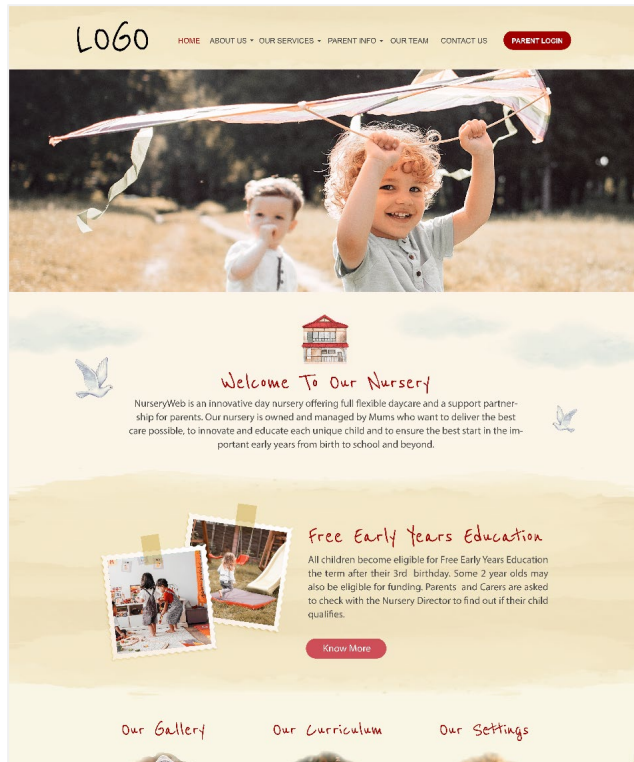 LOGO
HOME ABOUT US OUR SERVICES PARENT INFO OUR TEAM CONTACT US PARENT LOGIN
Welcome To Our Nursery
NurseryWeb is an innovative day nursery offering full flexible daycare and a support partner-
ship for parents. Our nursery is owned and managed by Mums who want to deliver the best
care possible, to innovate and educate each unique child and to ensure the best start in the im-
portant early years from birth to school and beyond.
Free Early Years Education
All children become eligible for Free Early Years Education
the term after their 3rd birthday. Some 2 year olds may
also be eligible for funding. Parents and Carers are asked
to check with the Nursery Director to find out if their child
qualifies.
Know More
Our Gallery Our Curriculum Our Settings